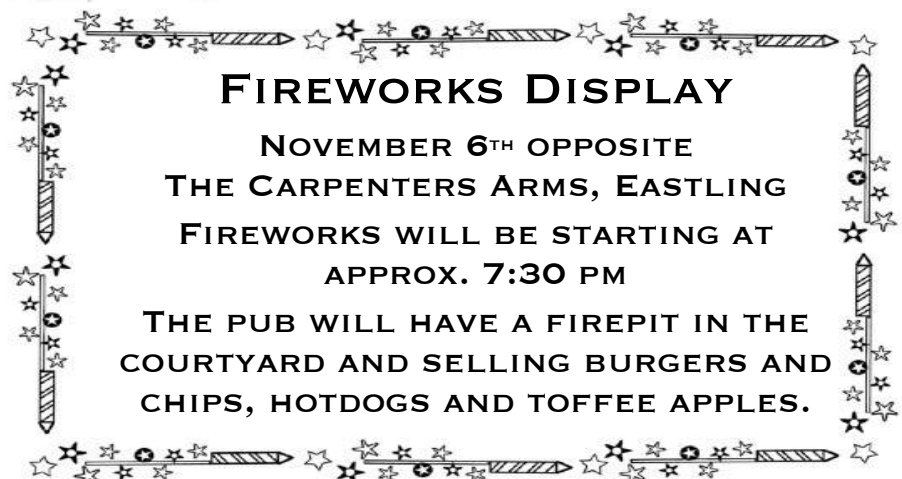 Fireworks Display
November 6th opposite
The Carpenters Arms, Eastling
Fireworks will be starting at
approx. 7:30 pm
The pub will have a firepit in the
courtyard and selling burgers and
chips, hotdogs and toffee apples.